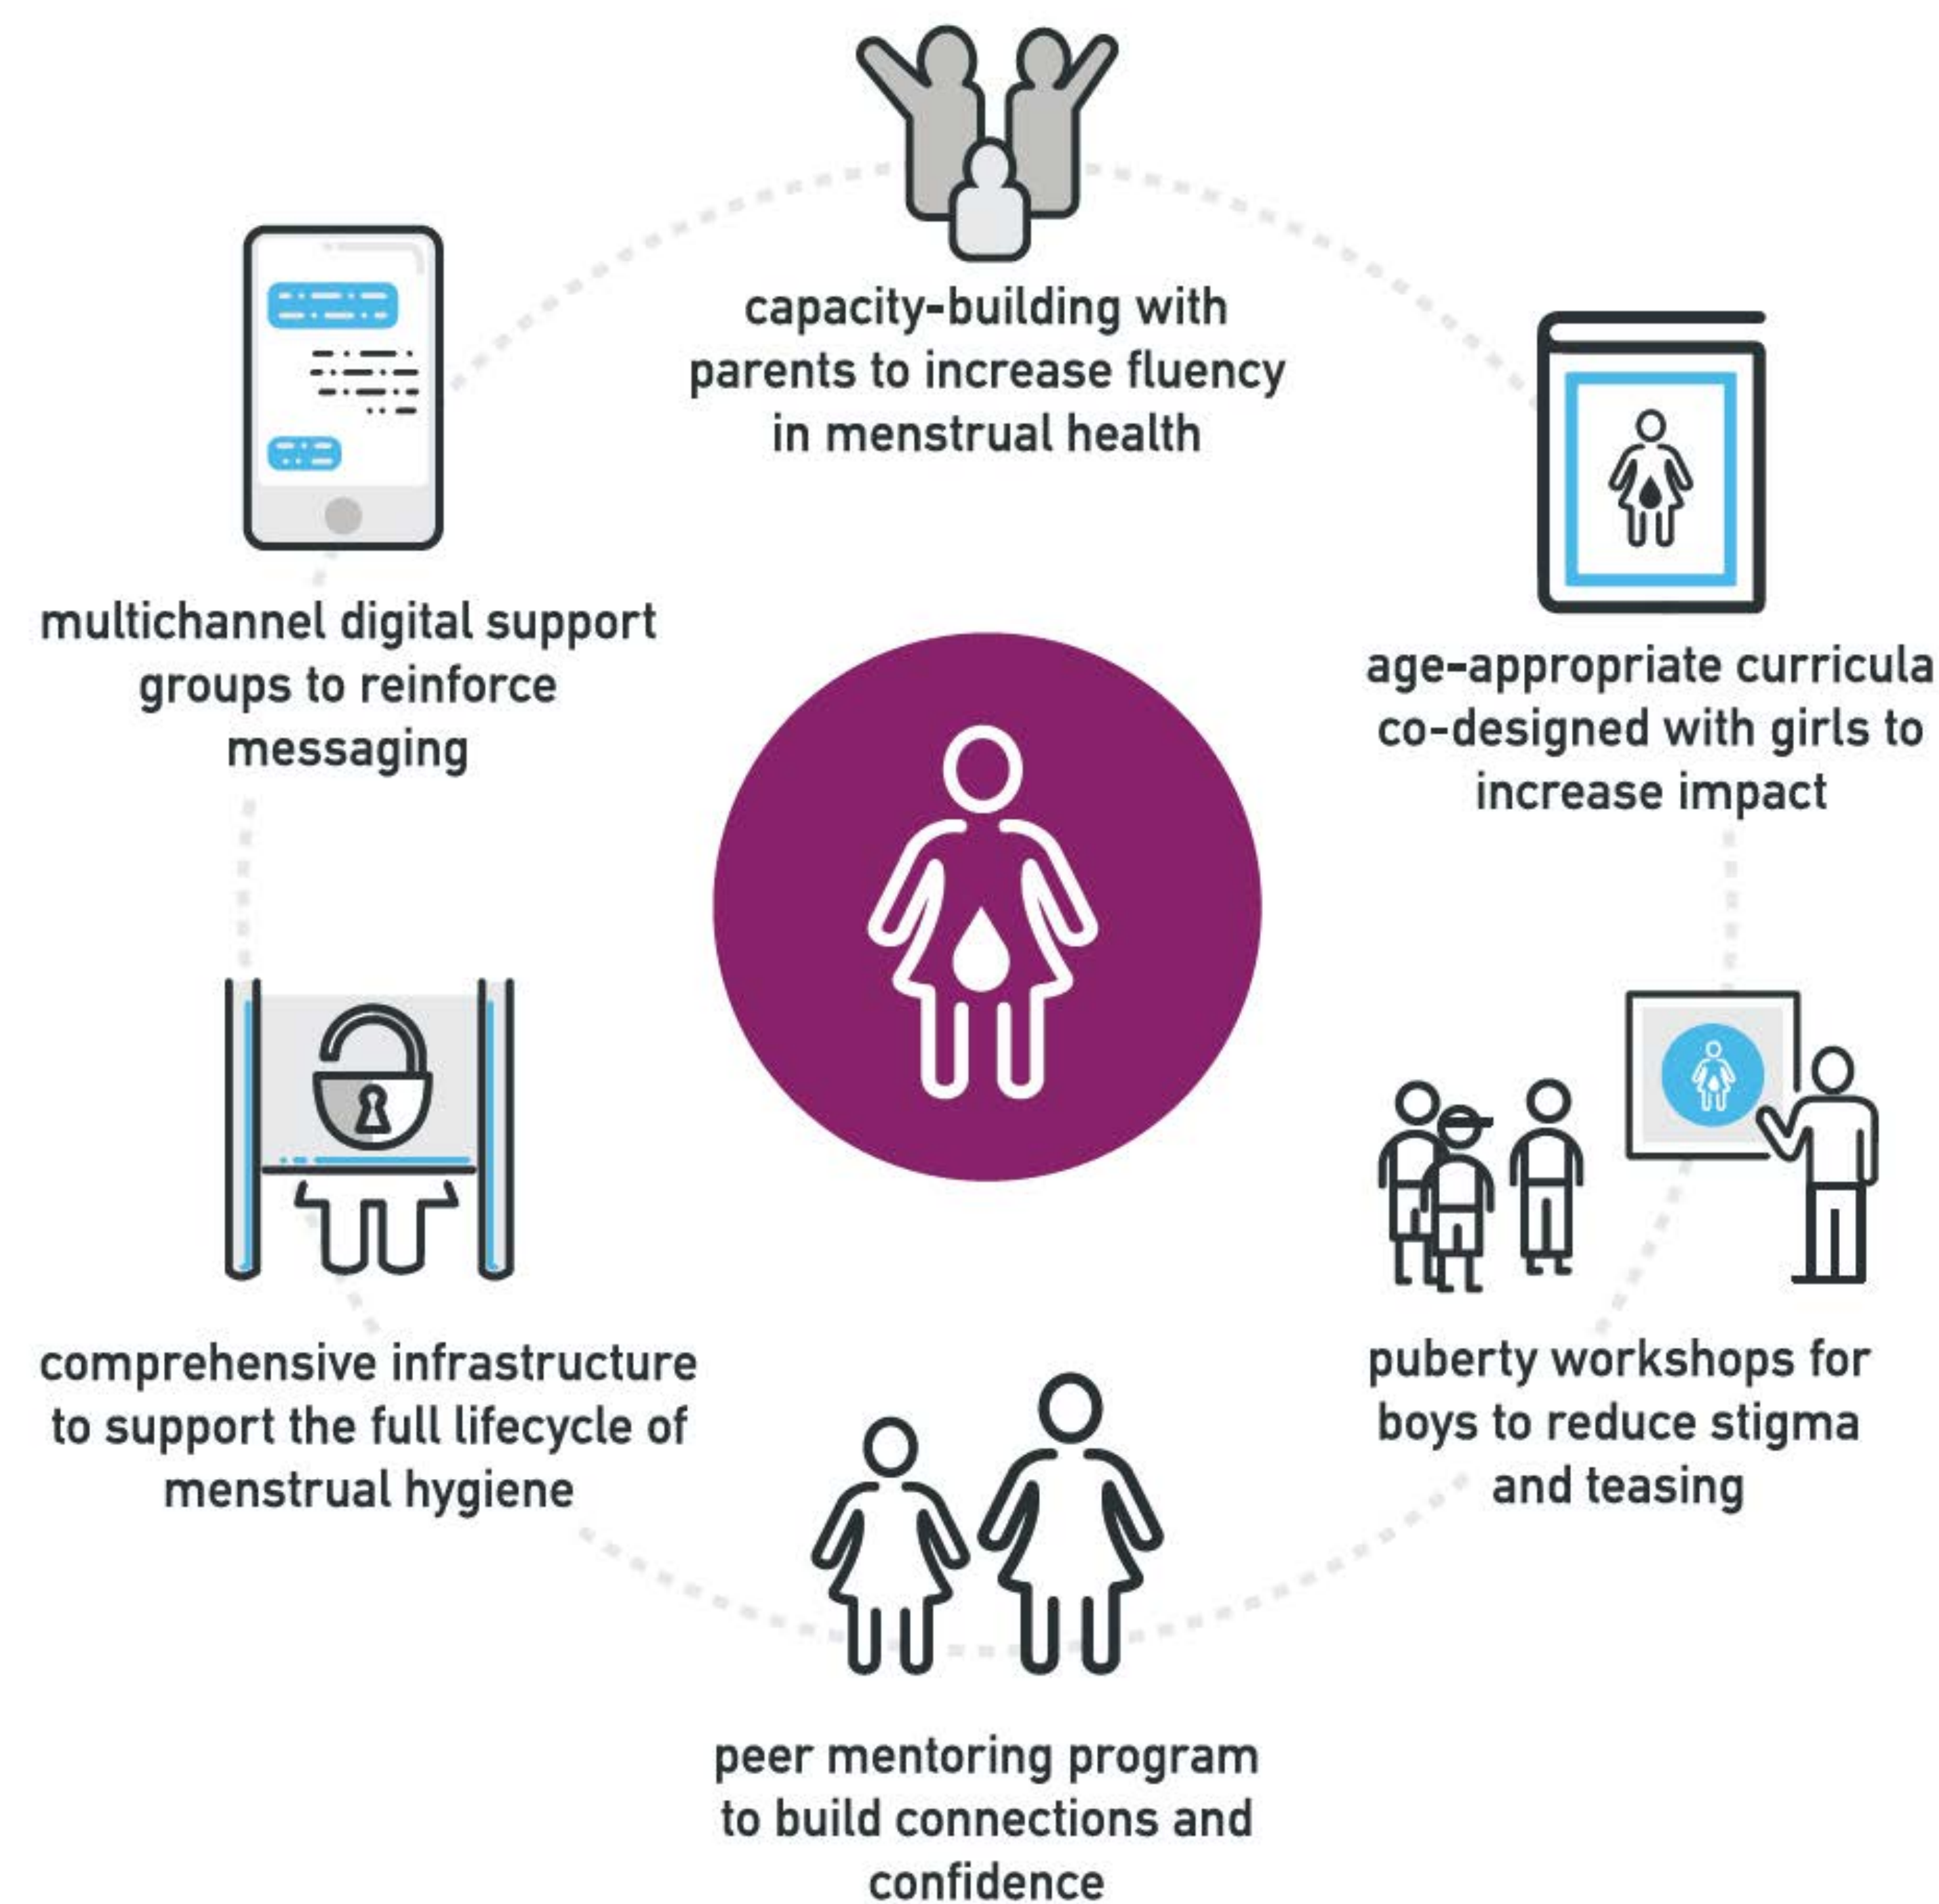 capacity-building with
parents to increase fluency
in menstrual health
multichannel digital support
groups to reinforce
messaging
age-appropriate curricula
co-designed with girls to
increase impact
comprehensive infrastructure
to support the full lifecycle of
menstrual hygiene
puberty workshops for
boys to reduce stigma
and teasing
peer mentoring program
to build connections and
confidence